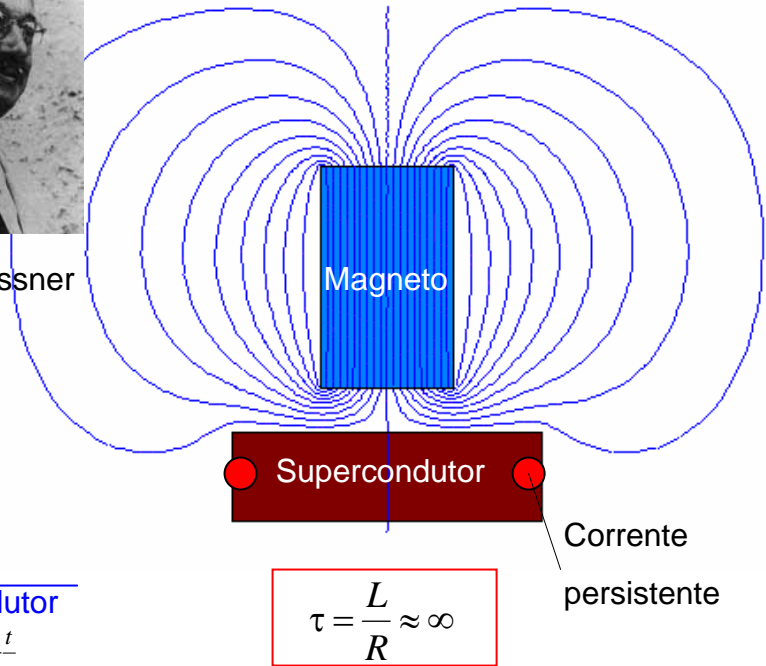 ssner
Magneto
Supercondutor
Corrente
persistente
dutor
t
τ = L/R ≈ ∞